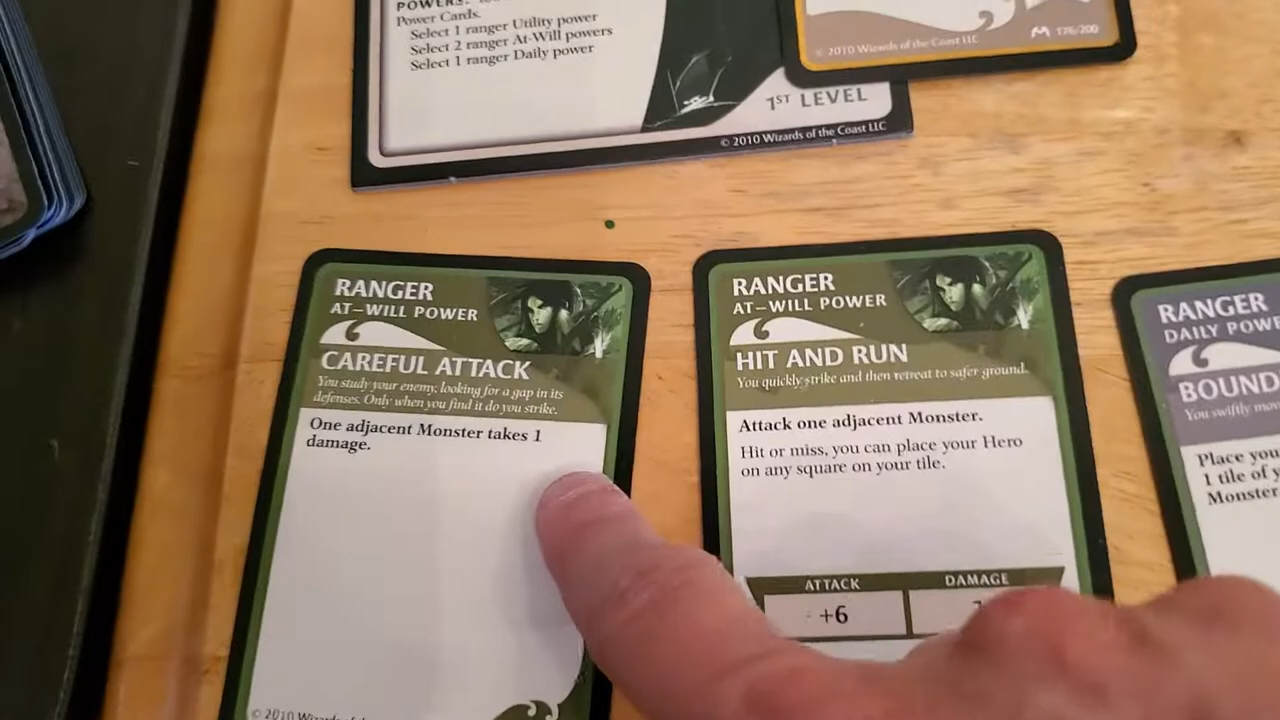 POWERS:
Power Cards.
Select 1 ranger Utility power
Select 2 ranger At-Will powers
Select 1 ranger Daily power
1ST LEVEL
© 2010 Wizards of the Coast LLC
© 2010 Wizards of the Coast LLC
176/200
RANGER
AT-WILL POWER
CAREFUL ATTACK
You study your enemy, looking for a gap in its
defenses. Only when you find it do you strike.
One adjacent Monster takes 1
damage.
© 2010
RANGER
AT-WILL POWER
HIT AND RUN
You quickly strike and then retreat to safer ground.
Attack one adjacent Monster.
Hit or miss, you can place your Hero
on any square on your tile.
ATTACK
DAMAGE
+6
RANGER
DAILY POWE
BOUND
You swiftly mov
Place you
1 tile of y
Monster